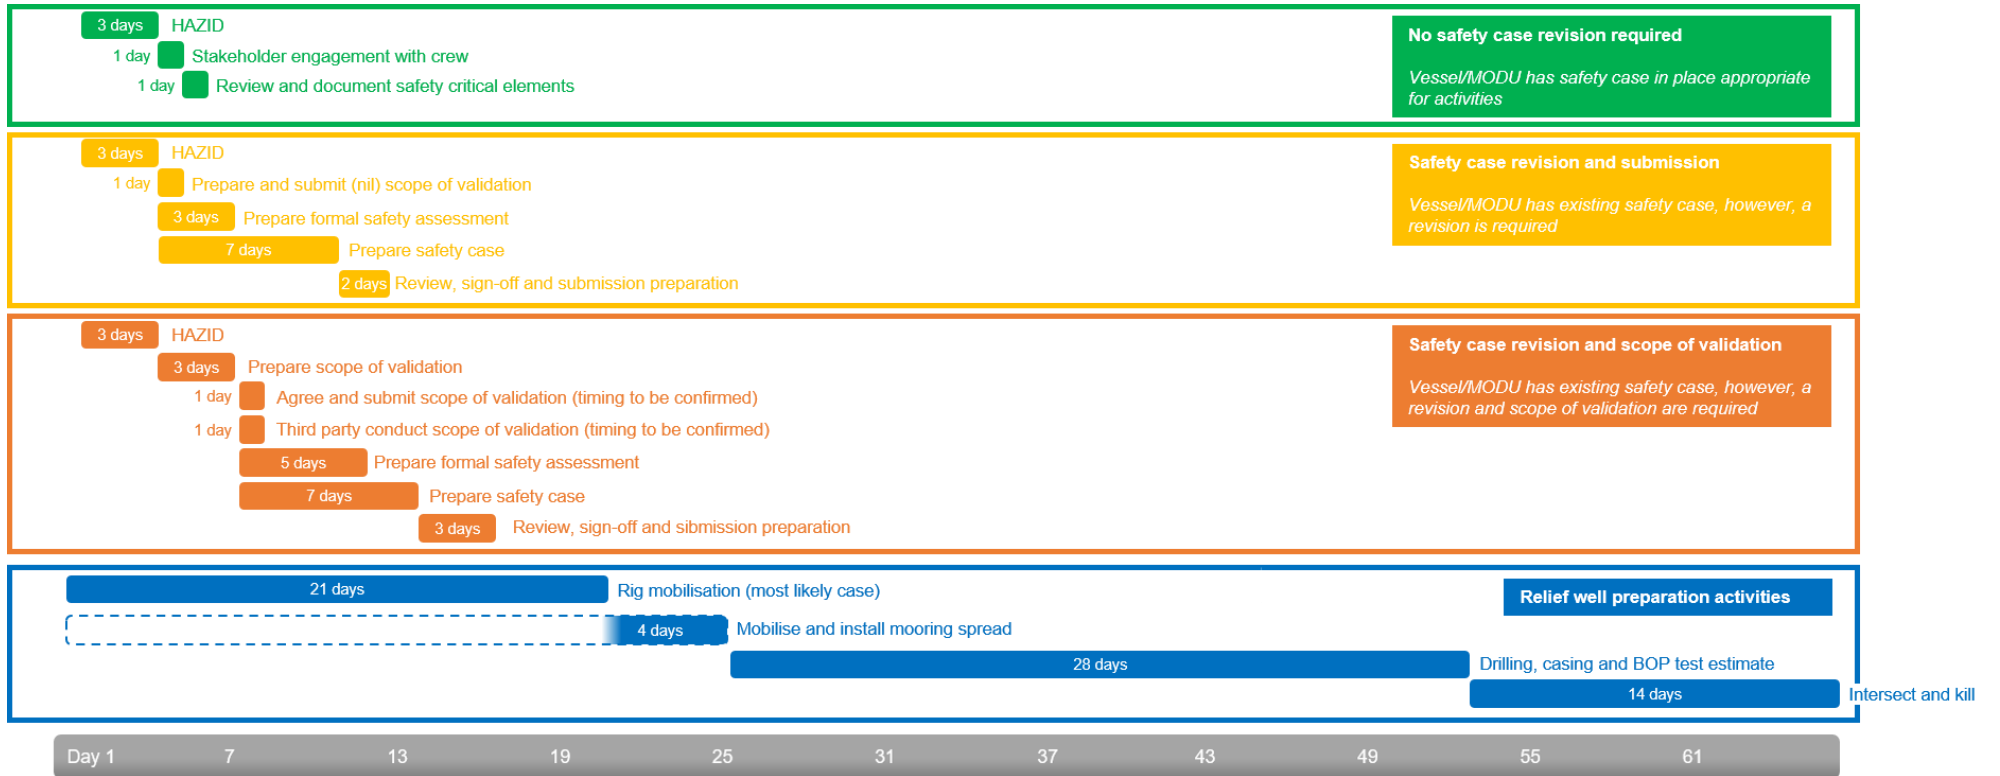 3 days HAZID
1 day Stakeholder engagement with crew
1 day Review and document safety critical elements
No safety case revision required
Vessel/MODU has safety case in place appropriate
for activities
3 days HAZID
1 day Prepare and submit (nil) scope of validation
3 days Prepare formal safety assessment
7 days Prepare safety case
2 days Review, sign-off and submission preparation
Safety case revision and submission
Vessel/MODU has existing safety case, however, a
revision is required
3 days HAZID
3 days Prepare scope of validation
1 day Agree and submit scope of validation (timing to be confirmed)
1 day Third party conduct scope of validation (timing to be confirmed)
5 days Prepare formal safety assessment
7 days Prepare safety case
3 days Review, sign-off and sibmission preparation
Safety case revision and scope of validation
Vessel/MODU has existing safety case, however, a
revision and scope of validation are required
21 days Rig mobilisation (most likely case)
4 days Mobilise and install mooring spread
28 days Drilling, casing and BOP test estimate
14 days Intersect and kill
Relief well preparation activities
Day 1 7 13 19 25 31 37 43 49 55 61